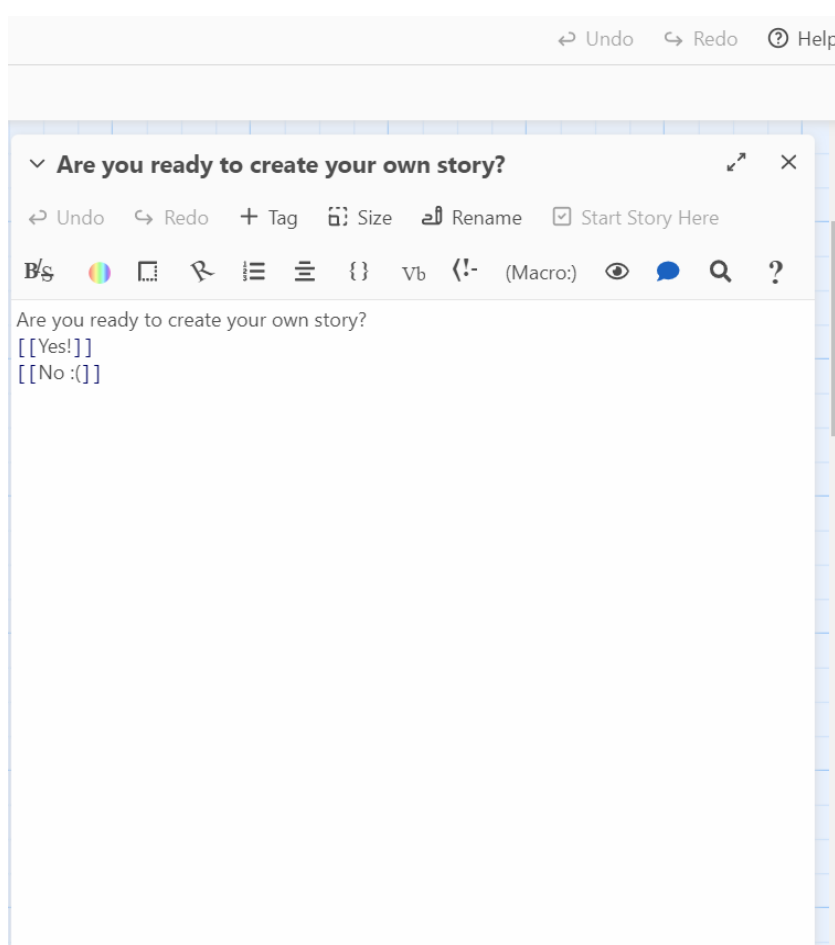 Undo Redo Help
Are you ready to create your own story?
Undo Redo + Tag Size Rename Start Story Here
B/S R {} Vb (!- (Macro:) ?
Are you ready to create your own story?
[[Yes!]]
[[No :(]]